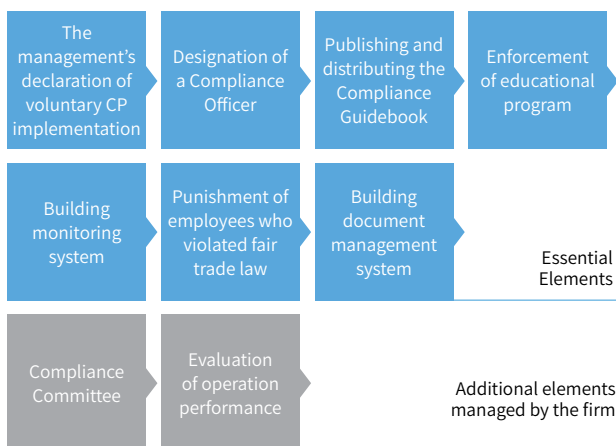 The
management’s
declaration of
voluntary CP
implementation
Designation of
a Compliance
Officer
Publishing and
distributing the
Compliance
Guidebook
Enforcement
of educational
program
Building
monitoring
system
Punishment of
employees who
violated fair
trade law
Building
document
management
system
Essential
Elements
Compliance
Committee
Evaluation
of operation
performance
Additional elements
managed by the firm